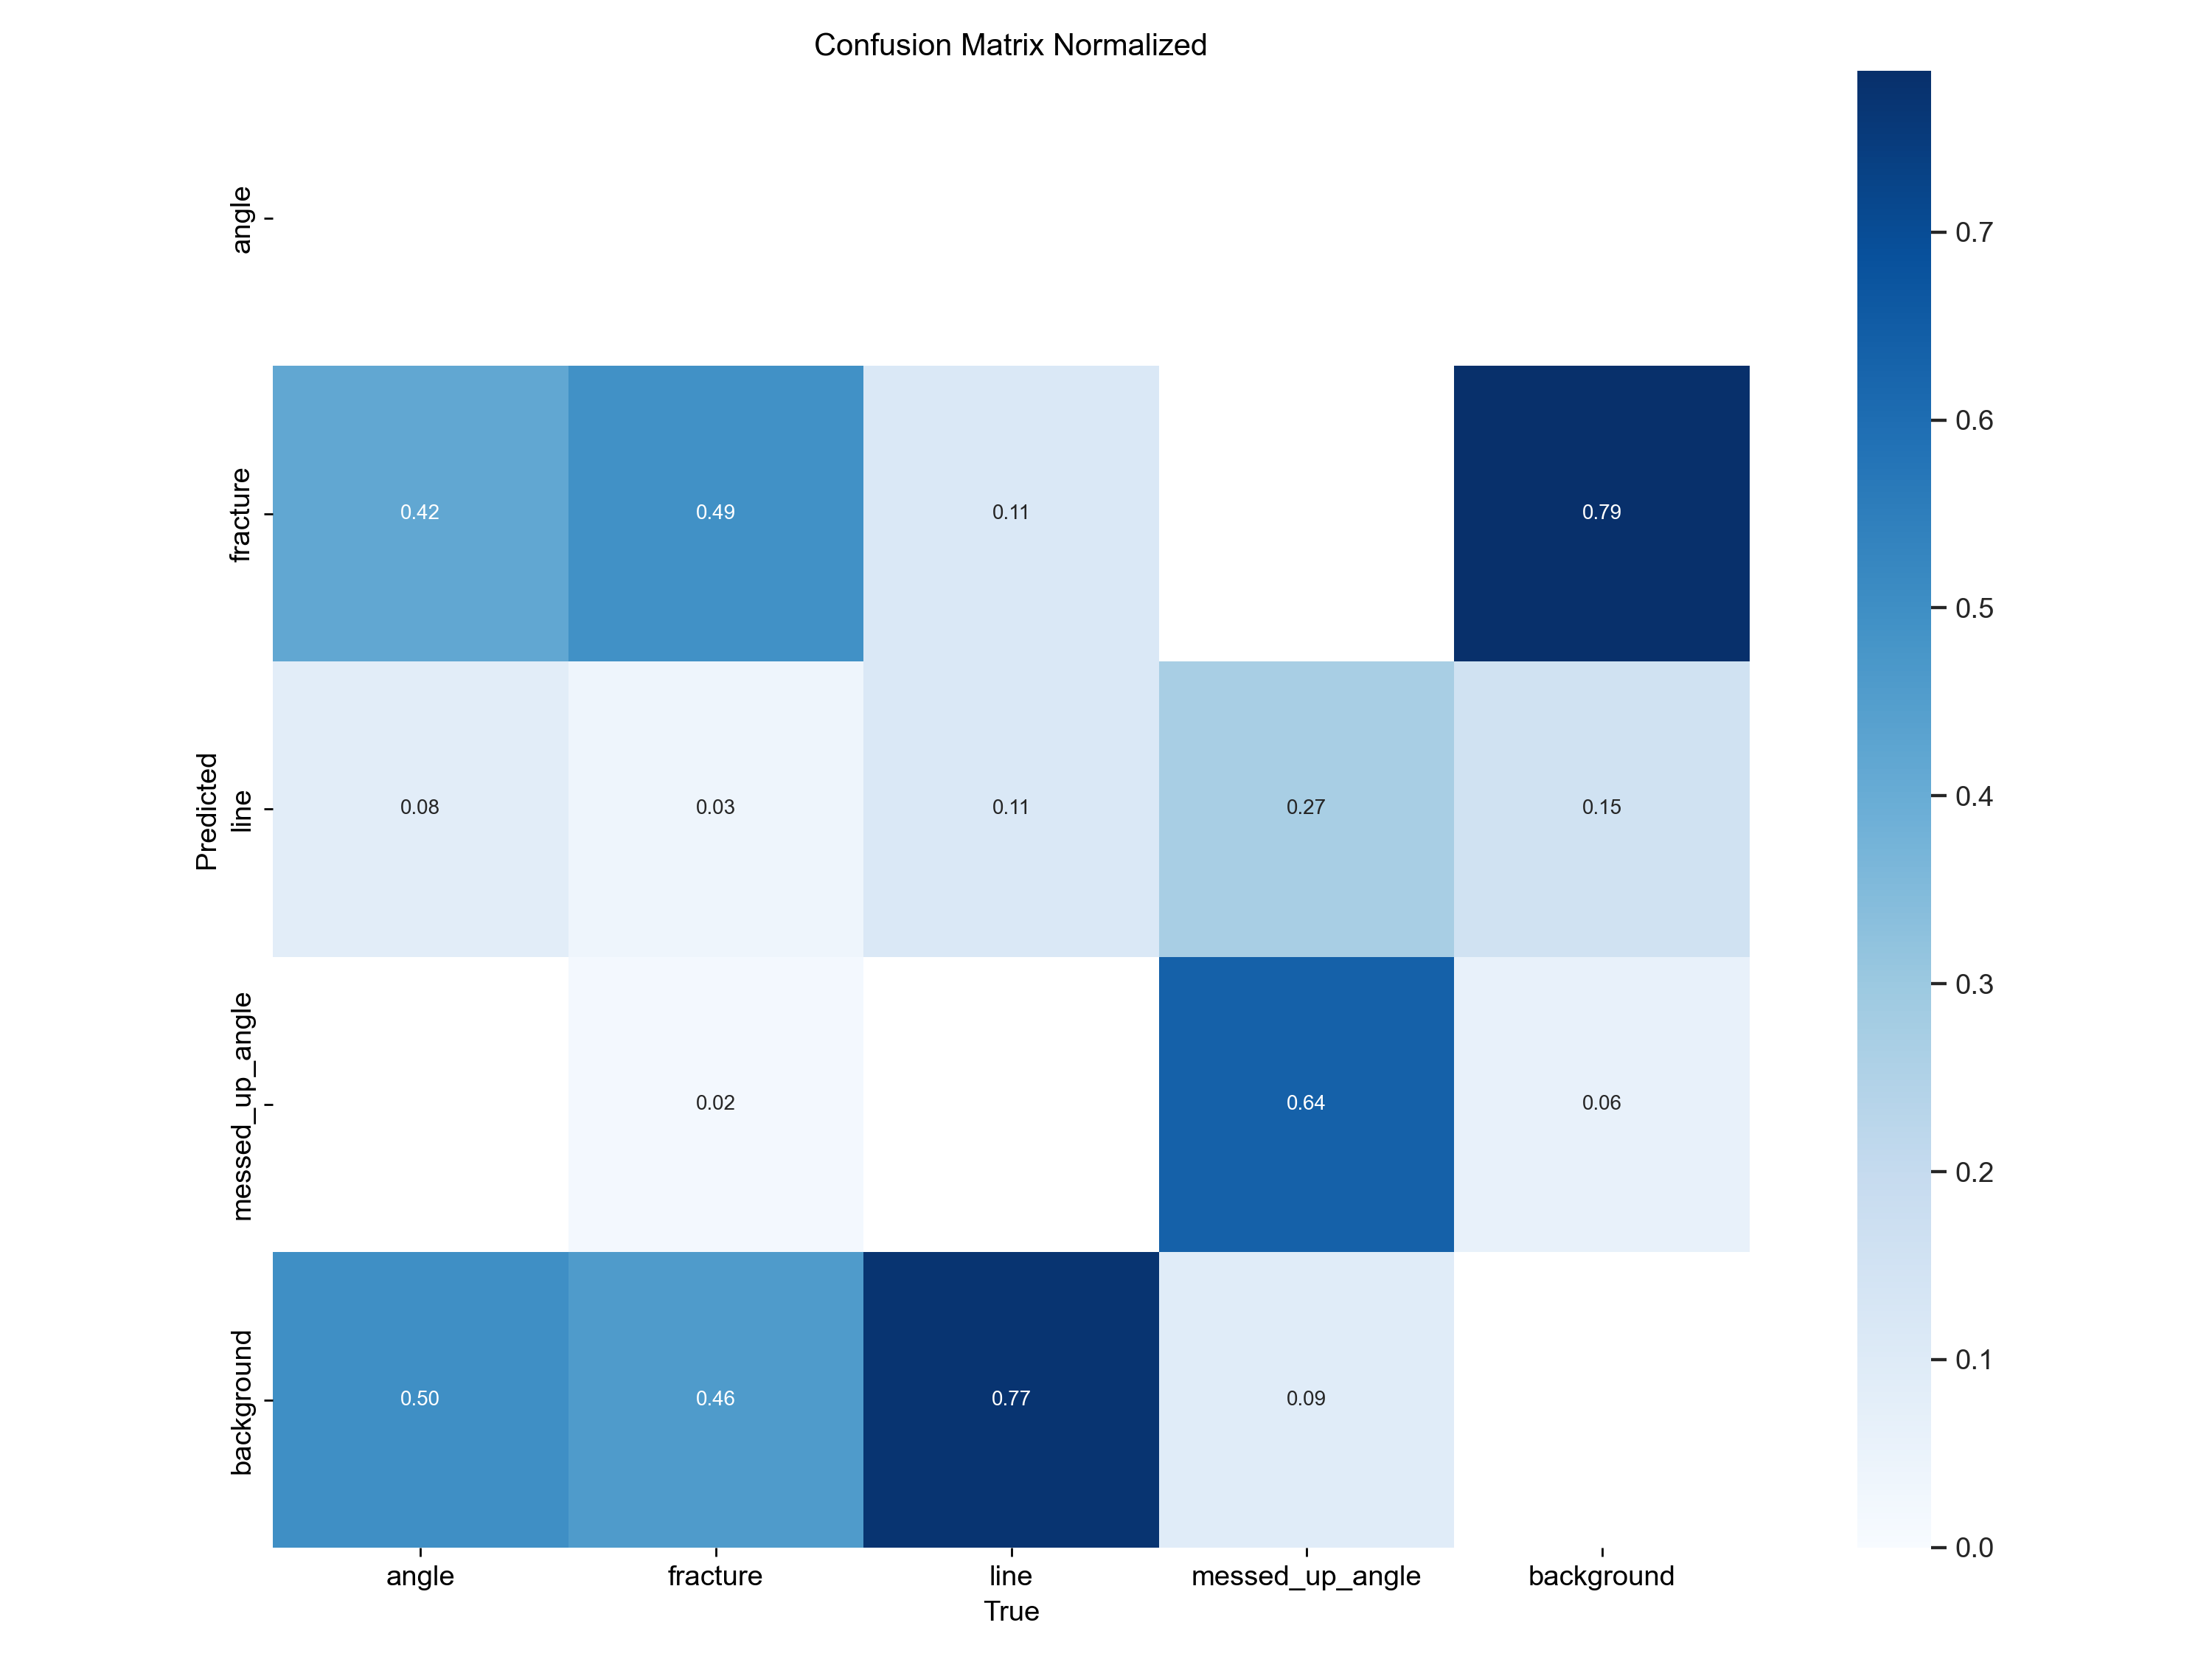 Confusion Matrix Normalized
angle
fracture
line
messed_up_angle
background
Predicted
0.42 0.49 0.11 0.79
0.08 0.03 0.11 0.27 0.15
0.02 0.64 0.06
0.50 0.46 0.77 0.09
angle fracture line messed_up_angle background
True
0.7
0.6
0.5
0.4
0.3
0.2
0.1
0.0